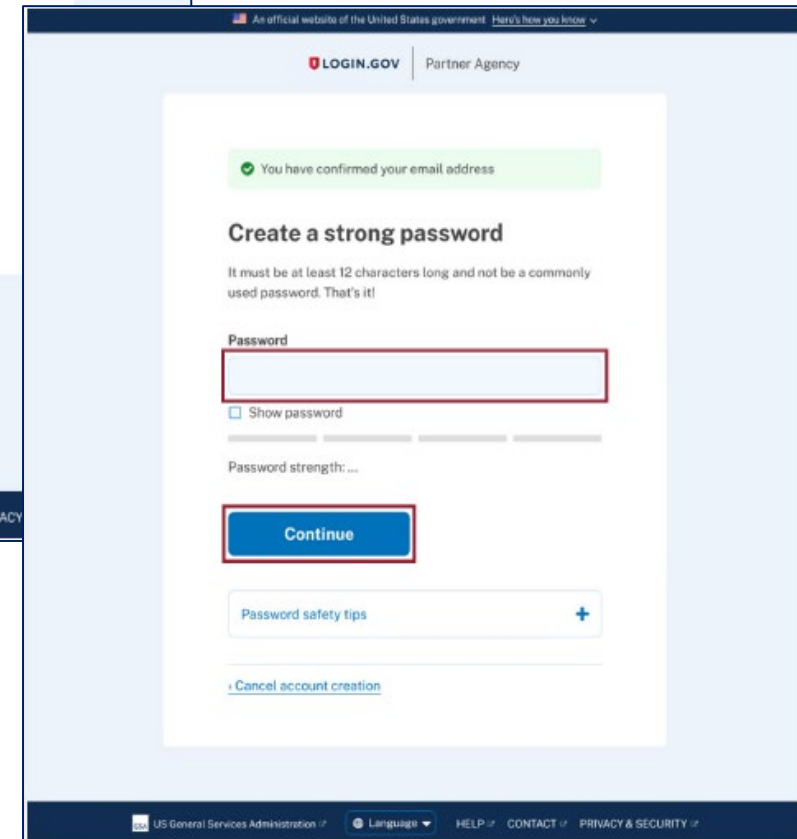 An official website of the United States government Here's how you know
LOGIN.GOV Partner Agency
You have confirmed your email address
Create a strong password
It must be at least 12 characters long and not be a commonly
used password. That's it!
Password
Show password
Password strength: ...
Continue
Password safety tips +
‹ Cancel account creation
ACY
GSA US General Services Administration Language HELP CONTACT PRIVACY & SECURITY